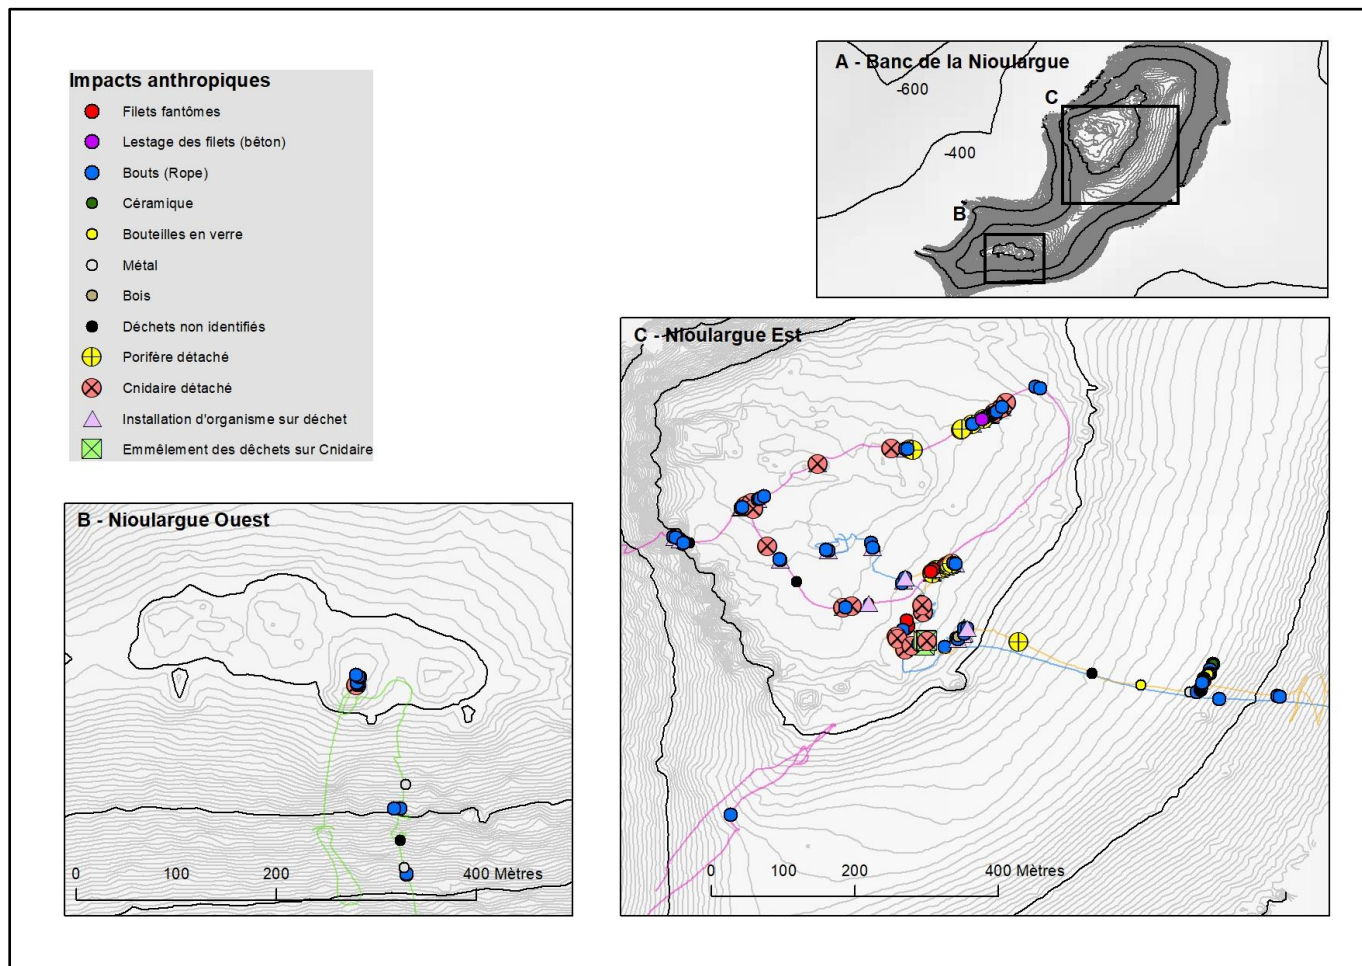 Impacts anthropiques
Filets fantômes
Lestage des filets (bêton)
Bouts (Rope)
Céramique
Bouteilles en verre
Métal
Bois
Déchets non identifiés
Porifère détaché
Cnidaire détaché
Installation d'organisme sur déchet
Emmêlement des déchets sur Cnidaire
A - Banc de la Nioulargue
-600
C
-400
B
B - Nioulargue Ouest
0 100 200 400 Mètres
C - Nioulargue Est
0 100 200 400 Mètres